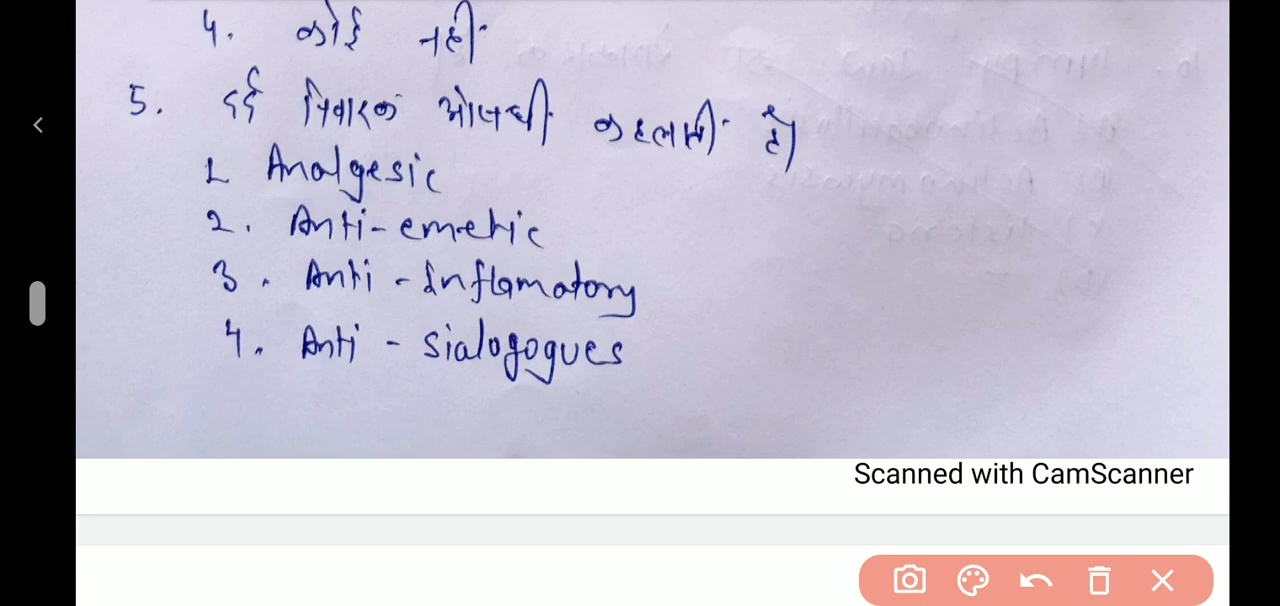 4. कोई नहीं
5. दर्द निवारक औषधी कहलाती है।
1 Analgesic
2. Anti-emetic
3. Anti-Inflamatory
4. Anti-sialogogues
Scanned with CamScanner